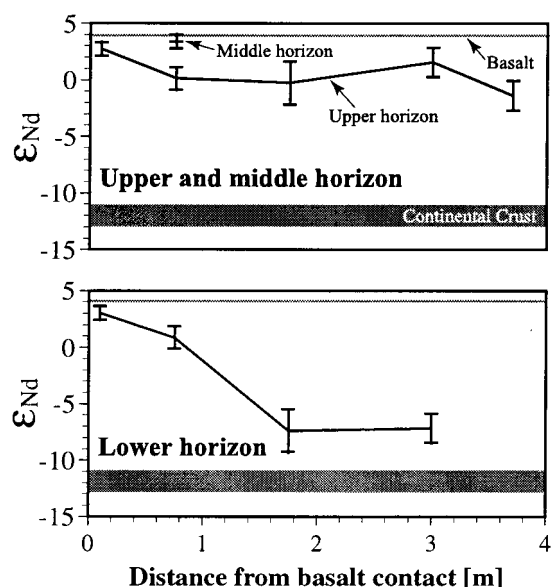 5
0
-5
-10
-15
εNd
Middle horizon
Basalt
Upper horizon
Upper and middle horizon
Continental Crust
5
0
-5
-10
-15
εNd
Lower horizon
0 1 2 3 4
Distance from basalt contact [m]